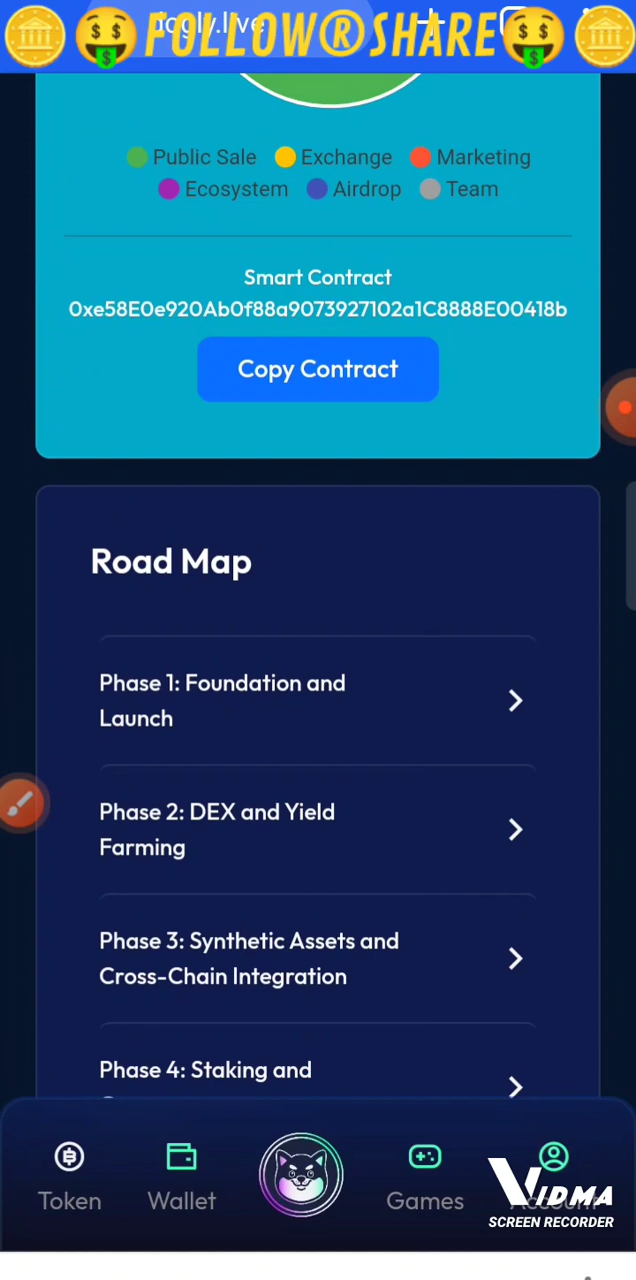 FOLLOW®SHARE
Public Sale Exchange Marketing
Ecosystem Airdrop Team
Smart Contract
0xe58E0e920Ab0f88a9073927102a1C8888E00418b
Copy Contract
Road Map
Phase 1: Foundation and
Launch
Phase 2: DEX and Yield
Farming
Phase 3: Synthetic Assets and
Cross-Chain Integration
Phase 4: Staking and
Token Wallet Games Account
VIDMA
SCREEN RECORDER